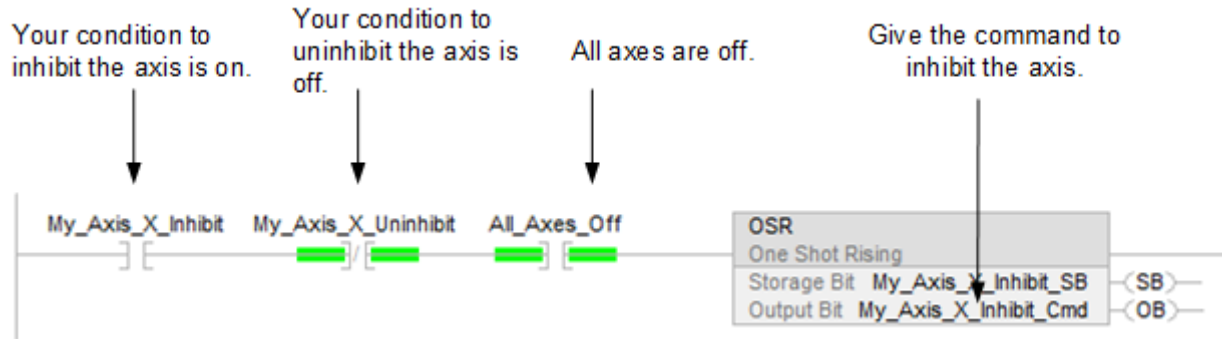 Your condition to
inhibit the axis is on.
Your condition to
uninhibit the axis is
off.
All axes are off.
Give the command to
inhibit the axis.
My_Axis_X_Inhibit
My_Axis_X_Uninhibit
All_Axes_Off
OSR
One Shot Rising
Storage Bit My_Axis_X_Inhibit_SB
SB
Output Bit My_Axis_X_Inhibit_Cmd
OB